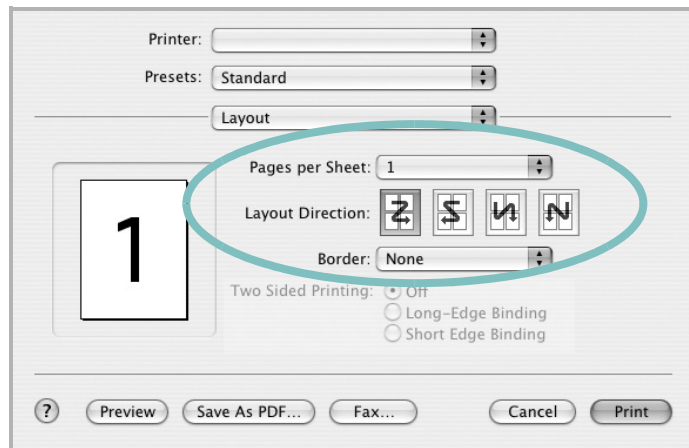 Printer:
Presets: Standard
Layout
Pages per Sheet: 1
Layout Direction:
1
Border: None
Two Sided Printing: Off
Long-Edge Binding
Short Edge Binding
? Preview Save As PDF... Fax... Cancel Print